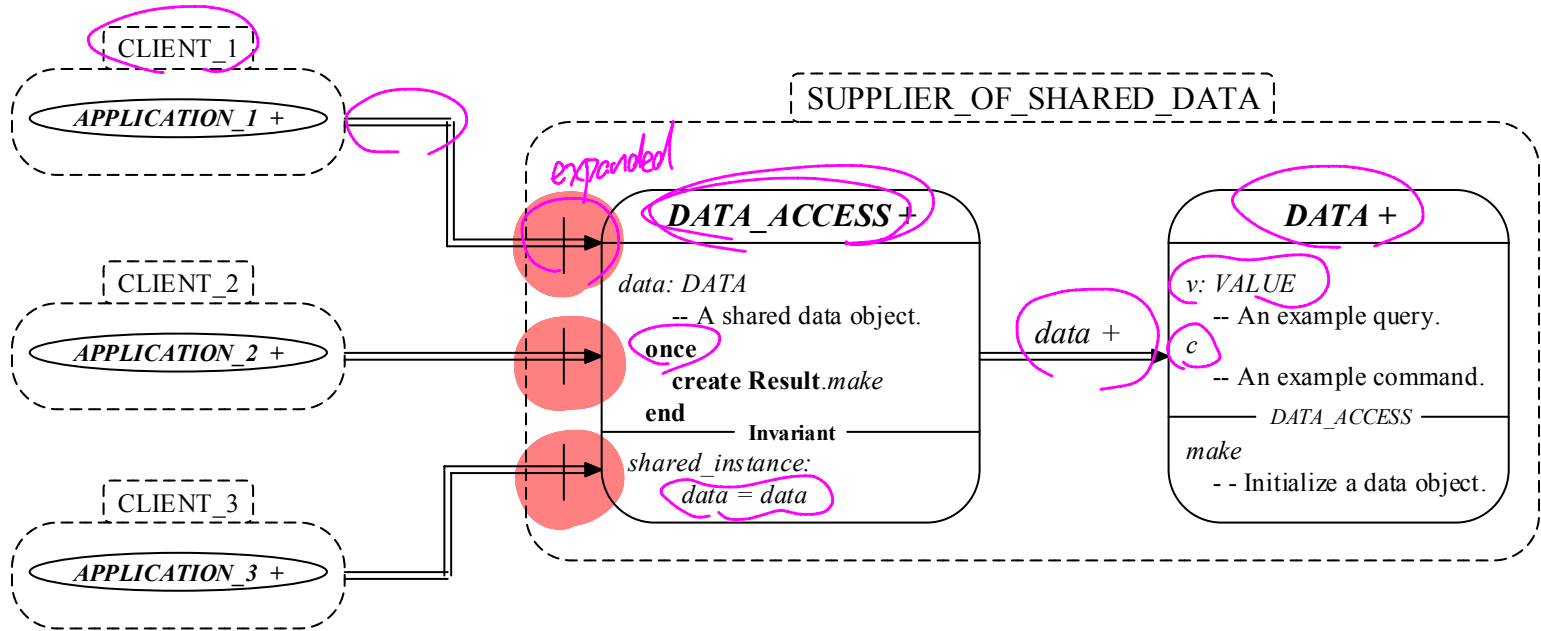 CLIENT_1
APPLICATION_1 +
CLIENT_2
APPLICATION_2 +
CLIENT_3
APPLICATION_3 +
SUPPLIER_OF_SHARED_DATA
expanded
DATA_ACCESS +
data: DATA
-- A shared data object.
once
create Result.make
end
Invariant
shared_instance:
data = data
data +
DATA +
v: VALUE
-- An example query.
c
-- An example command.
DATA_ACCESS
make
- - Initialize a data object.